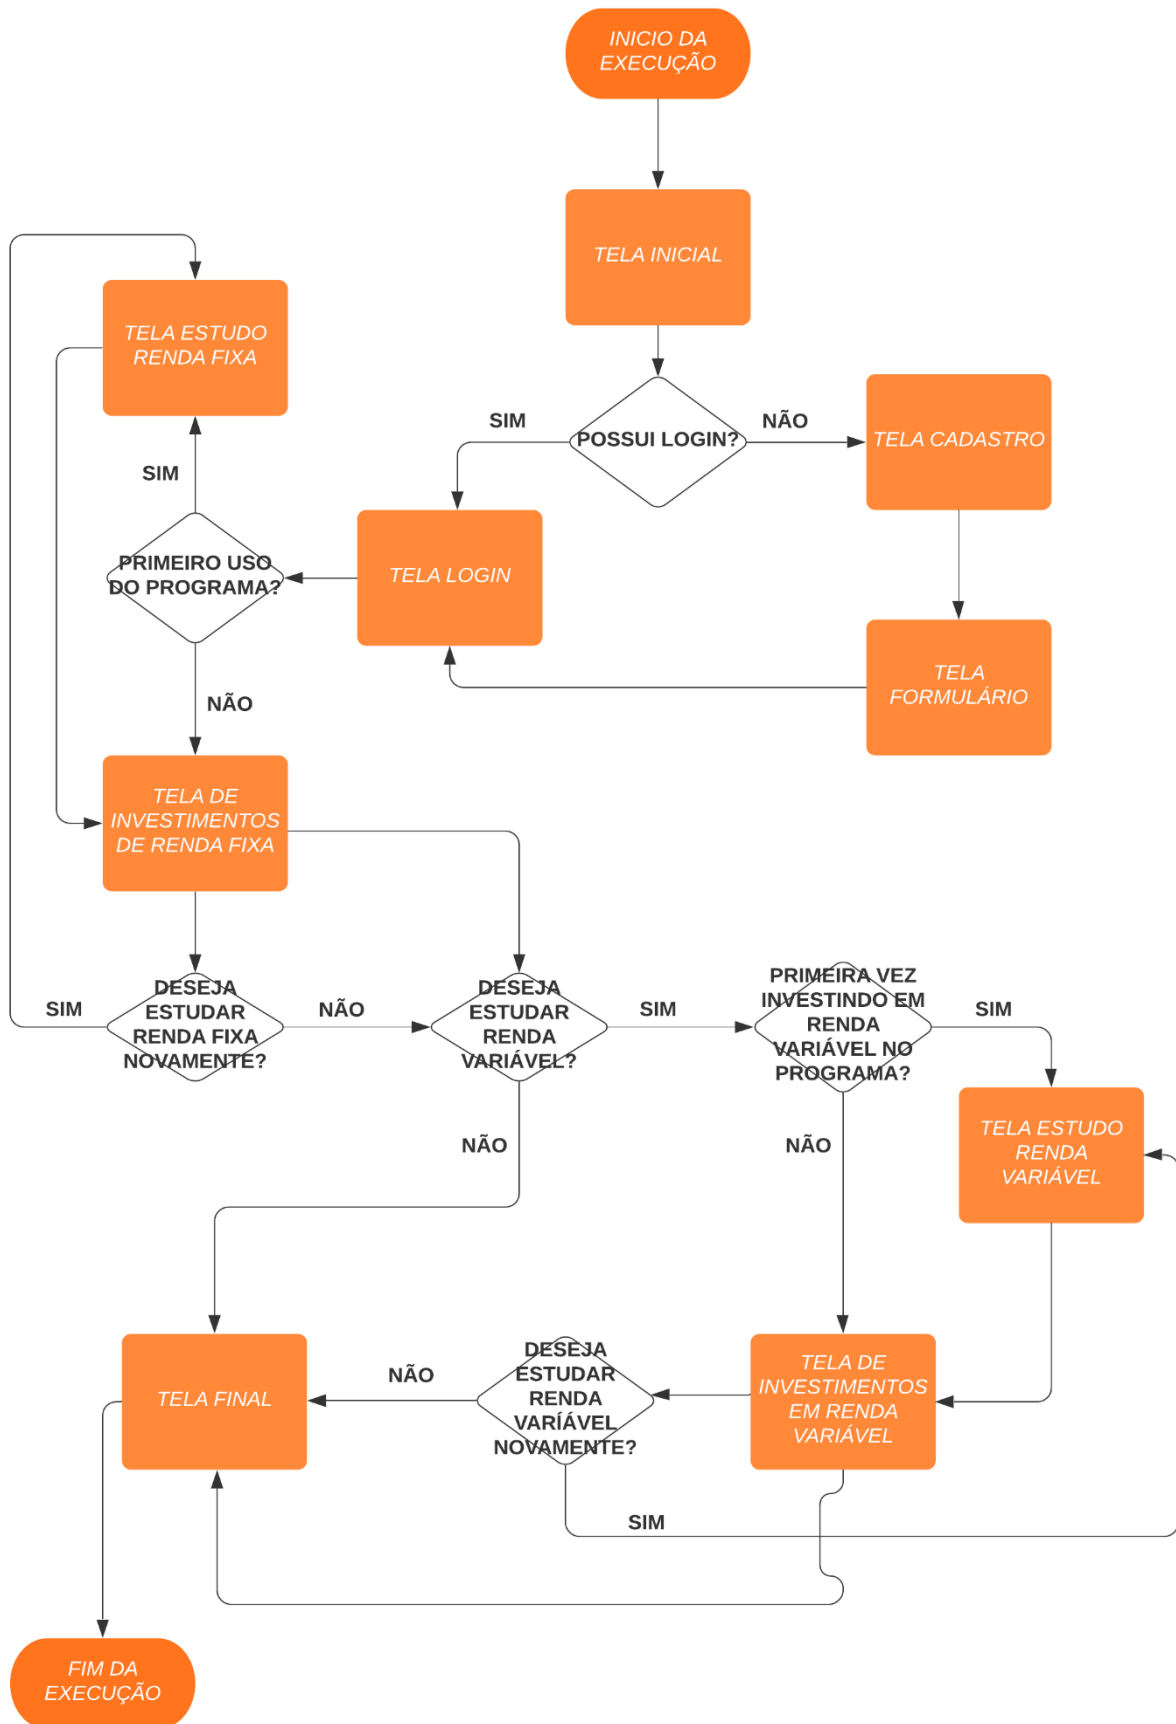 INICIO DA
EXECUÇÃO
TELA INICIAL
TELA ESTUDO
RENDA FIXA
SIM
POSSUI LOGIN?
NÃO
TELA CADASTRO
SIM
PRIMEIRO USO
DO PROGRAMA?
TELA LOGIN
NÃO
TELA
FORMULÁRIO
TELA DE
INVESTIMENTOS
DE RENDA FIXA
SIM
DESEJA
ESTUDAR
RENDA FIXA
NOVAMENTE?
NÃO
DESEJA
ESTUDAR
RENDA
VARIÁVEL?
SIM
PRIMEIRA VEZ
INVESTINDO EM
RENDA
VARIÁVEL NO
PROGRAMA?
SIM
NÃO
NÃO
TELA ESTUDO
RENDA
VARIÁVEL
TELA FINAL
NÃO
DESEJA
ESTUDAR
RENDA
VARÍÁVEL
NOVAMENTE?
TELA DE
INVESTIMENTOS
EM RENDA
VARIÁVEL
SIM
FIM DA
EXECUÇÃO